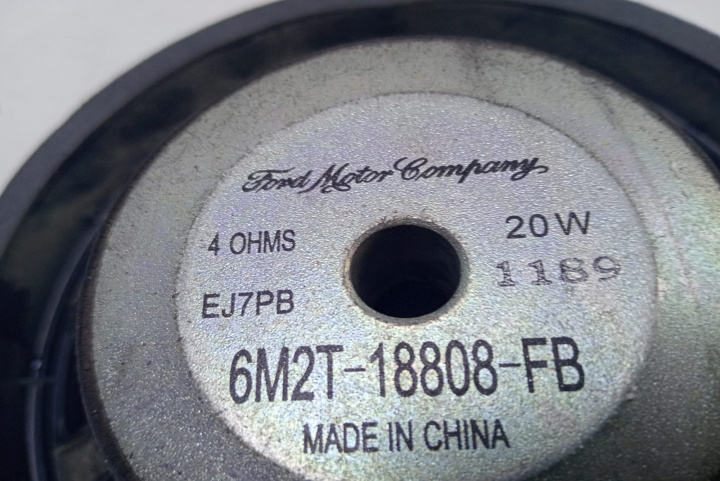 Ford Motor Company
4 OHMS 20W
1189
EJ7PB
6M2T-18808-FB
MADE IN CHINA